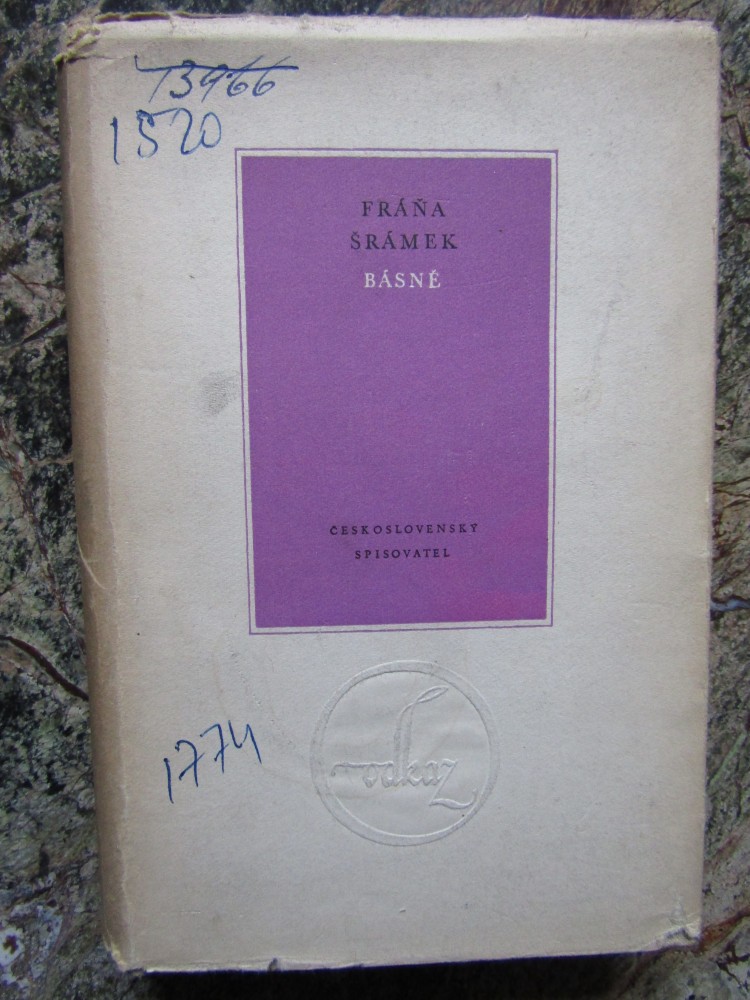 13966
1520
FRÁŇA
ŠRÁMEK
BÁSNĚ
ČESKOSLOVENSKÝ
SPISOVATEL
1774
odkaz